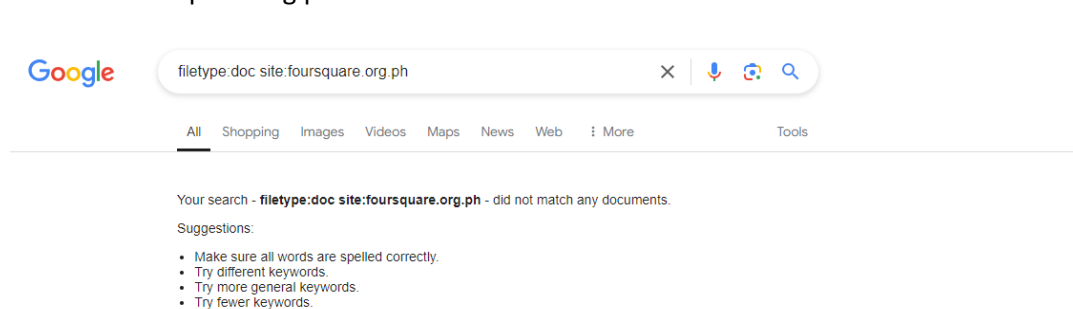 Google
filetype:doc site:foursquare.org.ph
All Shopping Images Videos Maps News Web More Tools
Your search - filetype:doc site:foursquare.org.ph - did not match any documents.
Suggestions:
• Make sure all words are spelled correctly.
• Try different keywords.
• Try more general keywords.
• Try fewer keywords.